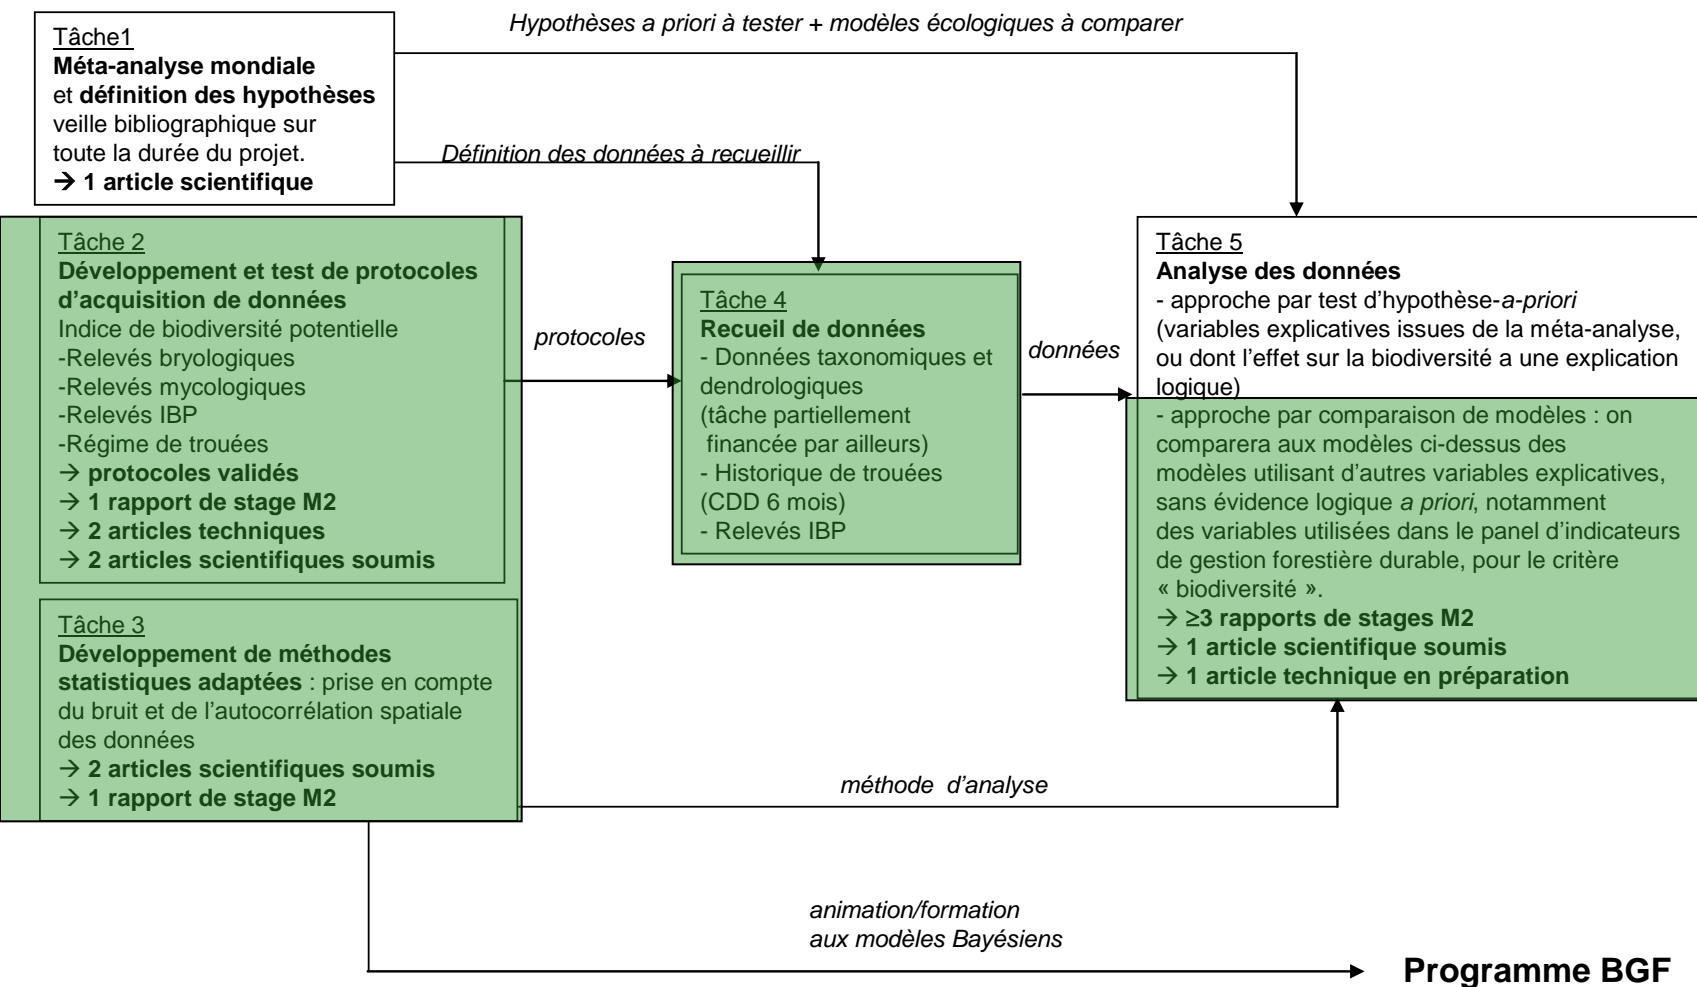 Hypothèses a priori à tester + modèles écologiques à comparer
Tâche1
Méta-analyse mondiale
et définition des hypothèses
veille bibliographique sur
toute la durée du projet.
→ 1 article scientifique
Définition des données à recueillir
Tâche 2
Développement et test de protocoles
d’acquisition de données
Indice de biodiversité potentielle
-Relevés bryologiques
-Relevés mycologiques
-Relevés IBP
-Régime de trouées
→ protocoles validés
→ 1 rapport de stage M2
→ 2 articles techniques
→ 2 articles scientifiques soumis
Tâche 3
Développement de méthodes
statistiques adaptées : prise en compte
du bruit et de l’autocorrélation spatiale
des données
→ 2 articles scientifiques soumis
→ 1 rapport de stage M2
protocoles
Tâche 4
Recueil de données
- Données taxonomiques et
dendrologiques
(tâche partiellement
financée par ailleurs)
- Historique de trouées
(CDD 6 mois)
- Relevés IBP
données
Tâche 5
Analyse des données
- approche par test d’hypothèse-a-priori
(variables explicatives issues de la méta-analyse,
ou dont l’effet sur la biodiversité a une explication
logique)
- approche par comparaison de modèles : on
comparera aux modèles ci-dessus des
modèles utilisant d’autres variables explicatives,
sans évidence logique a priori, notamment
des variables utilisées dans le panel d’indicateurs
de gestion forestière durable, pour le critère
« biodiversité ».
→ ≥3 rapports de stages M2
→ 1 article scientifique soumis
→ 1 article technique en préparation
méthode d’analyse
animation/formation
aux modèles Bayésiens
Programme BGF